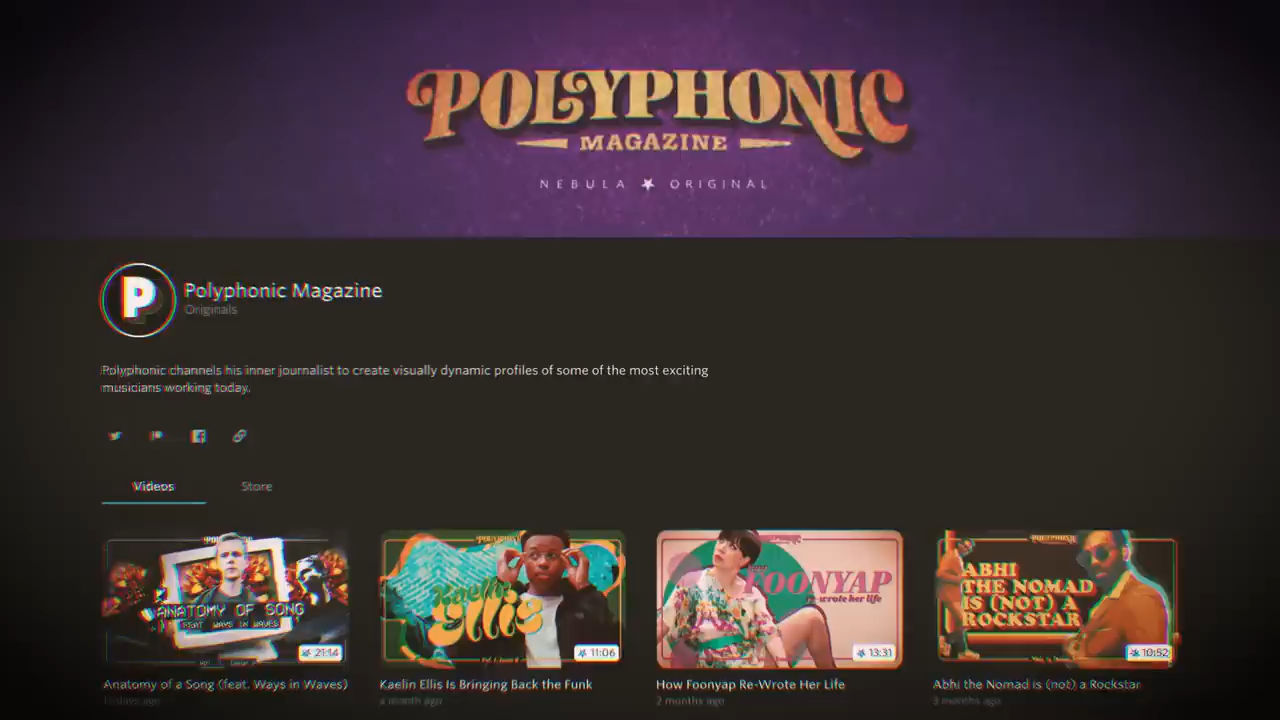 POLYPHONIC
MAGAZINE
NEBULA ORIGINAL
P
Polyphonic Magazine
Originals
Polyphonic channels his inner journalist to create visually dynamic profiles of some of the most exciting
musicians working today.
Videos Store
ANATOMY OF SONG
FEAT. WAYS IN WAVES
21:14
Kaelin
Ellis
11:06
FOONYAP
re-wrote her life
13:31
ABHI
THE NOMAD
IS (NOT) A
ROCKSTAR
10:52
Anatomy of a Song (feat. Ways in Waves)
Kaelin Ellis Is Bringing Back the Funk
a month ago
How Foonyap Re-Wrote Her Life
2 months ago
Abhi the Nomad is (not) a Rockstar
3 months ago